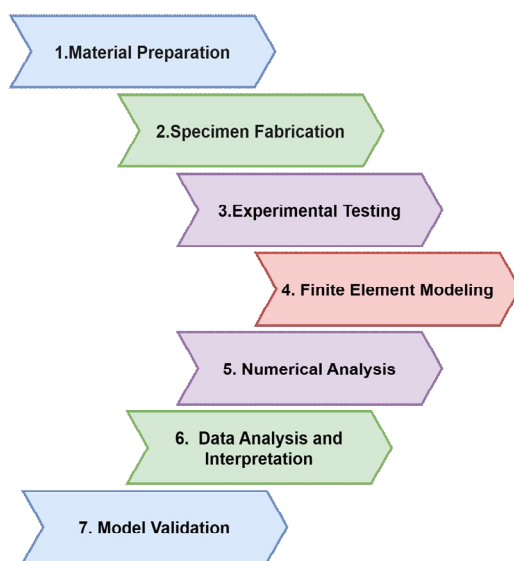 1.Material Preparation
2.Specimen Fabrication
3.Experimental Testing
4. Finite Element Modeling
5. Numerical Analysis
6. Data Analysis and
Interpretation
7. Model Validation